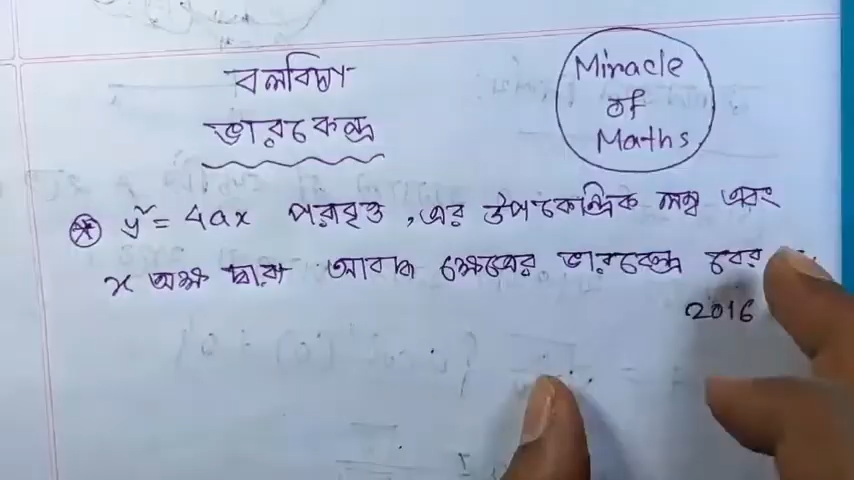 বলবিদ্যা
ভারকেন্দ্র
Miracle
of
Maths
y² = 4ax পরাবৃত্ত, এর উপকেন্দ্রিক লম্ব এবং
x অক্ষ দ্বারা আবদ্ধ ক্ষেত্রের ভারকেন্দ্র বের
2016